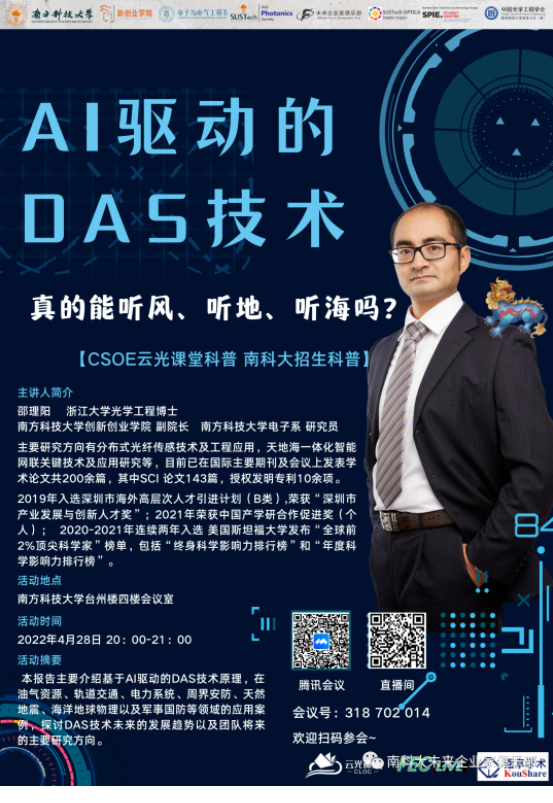 南方科技大学
新创业学院
电子与电气工程系
SUSTech
Photonics
未来企业家俱乐部
SUSTech OPTICA
SPIE.
中国光学工程学会
AI驱动的
DAS技术
真的能听风、听地、听海吗?
【CSOE云光课堂科普 南科大招生科普】
主讲人简介
邵理阳 浙江大学光学工程博士
南方科技大学创新创业学院 副院长 南方科技大学电子系 研究员
主要研究方向有分布式光纤传感技术及工程应用，天地海一体化智能
网联关键技术及应用研究等，目前已在国际主要期刊及会议上发表学
术论文共200余篇，其中SCI 论文143篇，授权发明专利10余项。
2019年入选深圳市海外高层次人才引进计划（B类）,荣获“深圳市
产业发展与创新人才奖”；2021年荣获中国产学研合作促进奖（个
人）； 2020-2021年连续两年入选 美国斯坦福大学发布“全球前
2%顶尖科学家”榜单，包括“终身科学影响力排行榜”和“年度科
学影响力排行榜”。
活动地点
南方科技大学台州楼四楼会议室
活动时间
2022年4月28日 20：00-21：00
活动摘要
本报告主要介绍基于AI驱动的DAS技术原理，在
油气资源、轨道交通、电力系统、周界安防、天然
地震、海洋地球物理以及军事国防等领域的应用案
例，探讨DAS技术未来的发展趋势以及团队将来
的主要研究方向。
84
腾讯会议 直播间
会议号：318 702 014
欢迎扫码参会~
CLOC
南科大未来企业家俱乐部
KouShare